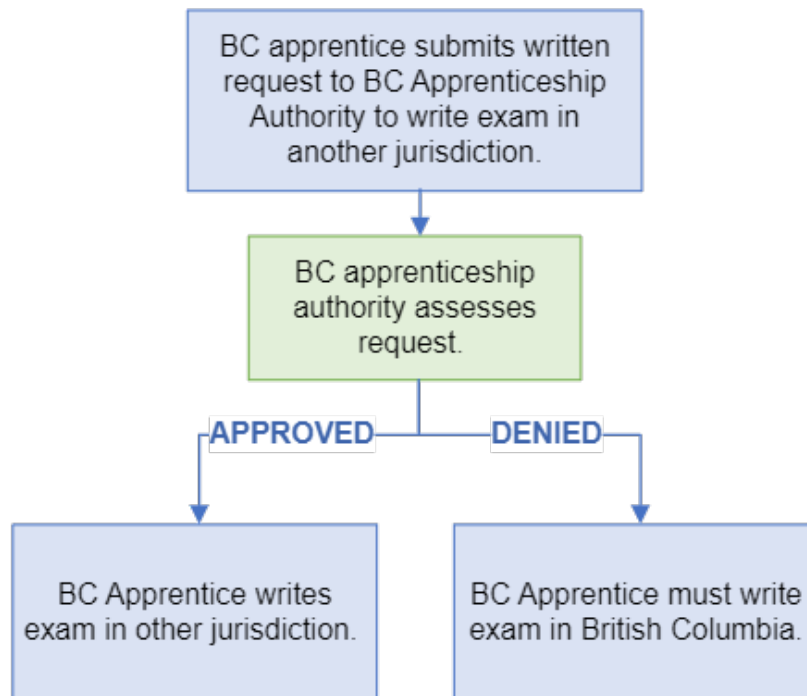 BC apprentice submits written
request to BC Apprenticeship
Authority to write exam in
another jurisdiction.
BC apprenticeship
authority assesses
request.
APPROVED
DENIED
BC Apprentice writes
exam in other jurisdiction.
BC Apprentice must write
exam in British Columbia.